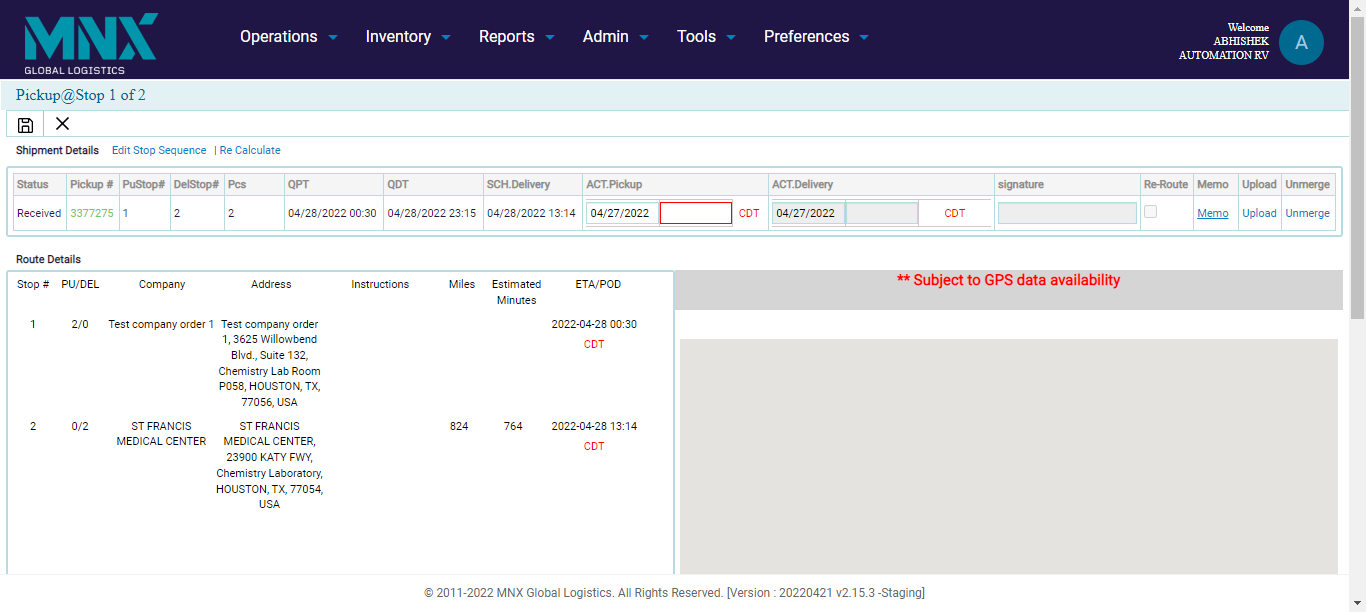 MNX
GLOBAL LOGISTICS
Operations Inventory Reports Admin Tools Preferences
Welcome
ABHISHEK
AUTOMATION RV
A
Pickup@Stop 1 of 2
Shipment Details Edit Stop Sequence | Re Calculate
Status Pickup # PuStop# DelStop# Pcs QPT QDT SCH.Delivery ACT.Pickup ACT.Delivery signature Re-Route Memo Upload Unmerge
Received 3377275 1 2 2 04/28/2022 00:30 04/28/2022 23:15 04/28/2022 13:14 04/27/2022 CDT 04/27/2022 CDT Memo Upload Unmerge
Route Details
Stop # PU/DEL Company Address Instructions Miles Estimated Minutes ETA/POD
** Subject to GPS data availability
1 2/0 Test company order 1 Test company order 2022-04-28 00:30
1, 3625 Willowbend
CDT
Blvd., Suite 132,
Chemistry Lab Room
P058, HOUSTON, TX,
77056, USA
2 0/2 ST FRANCIS ST FRANCIS 824 764 2022-04-28 13:14
MEDICAL CENTER MEDICAL CENTER,
CDT
23900 KATY FWY,
Chemistry Laboratory,
HOUSTON, TX, 77054,
USA
© 2011-2022 MNX Global Logistics. All Rights Reserved. [Version : 20220421 v2.15.3 -Staging]